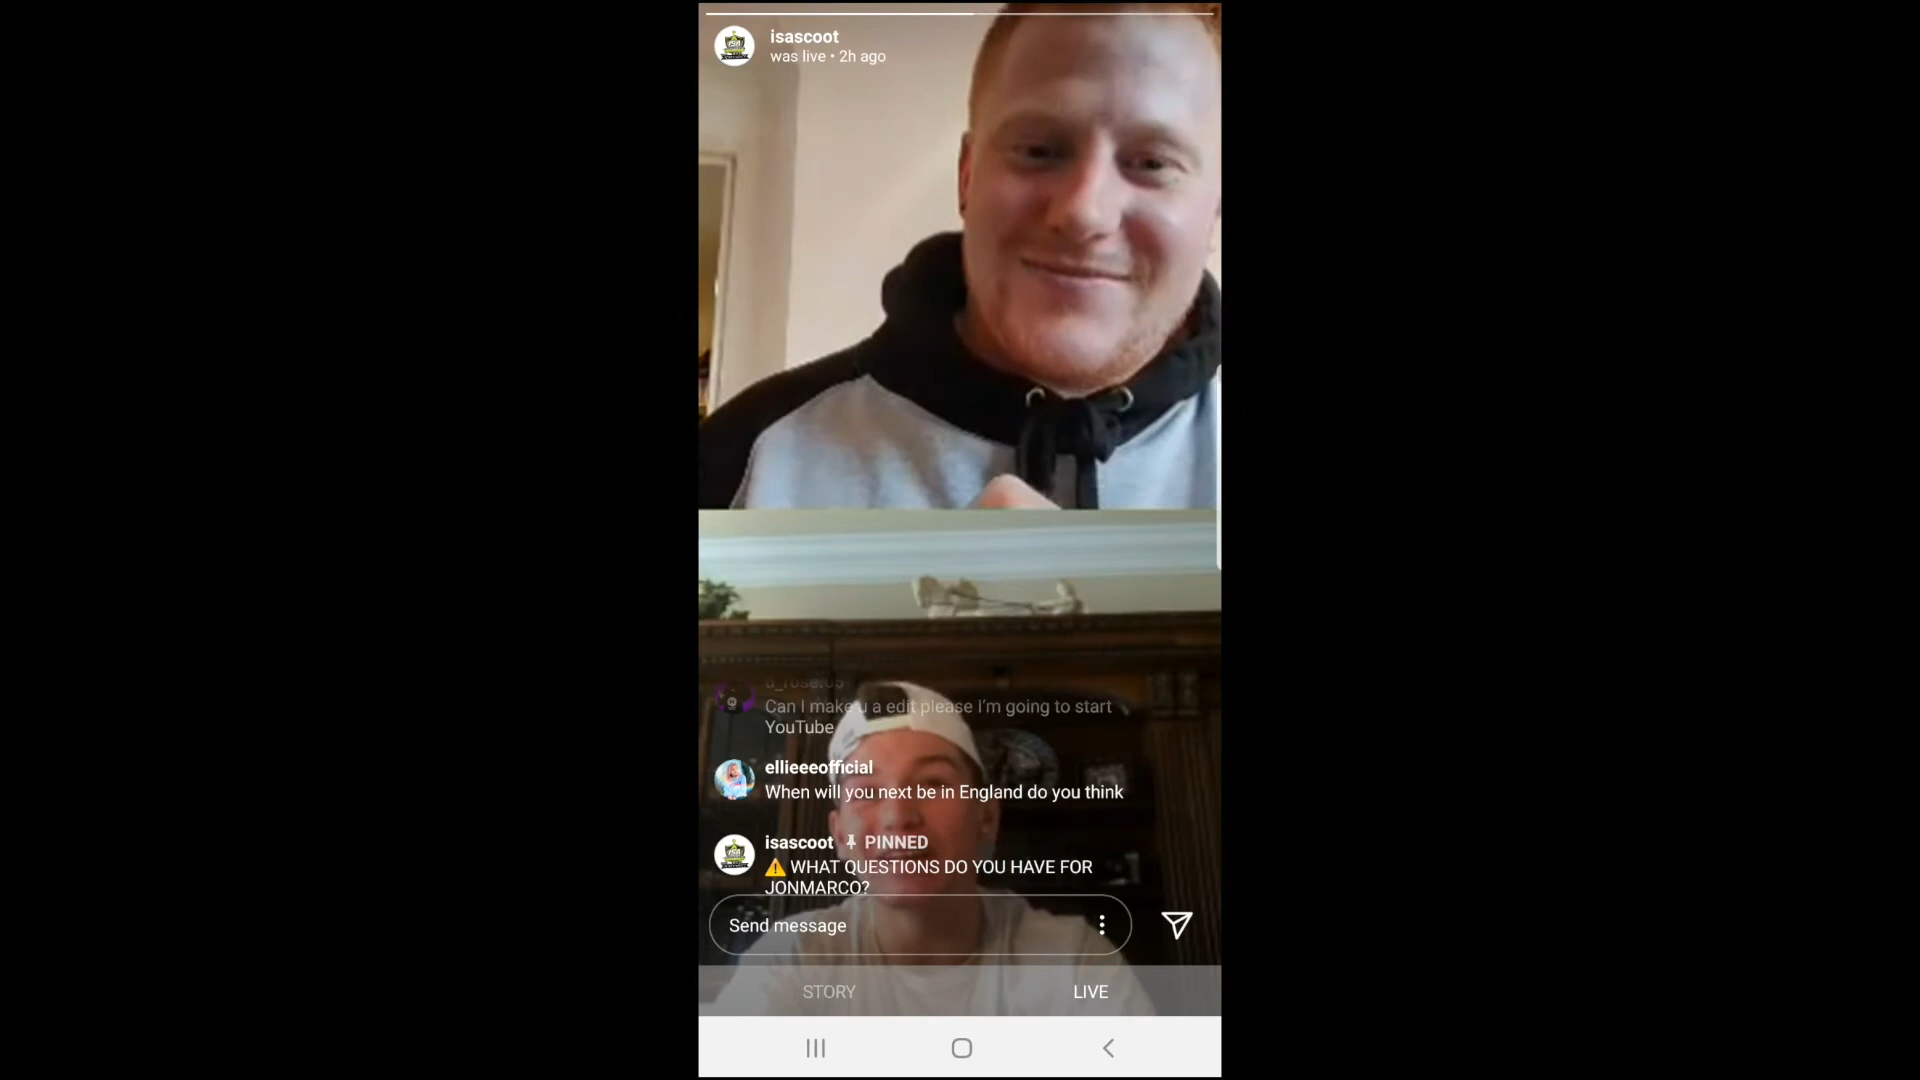 isascoot
was live • 2h ago
Can I make u a edit please I'm going to start
YouTube
ellieeeofficial
When will you next be in England do you think
isascoot PINNED
⚠️ WHAT QUESTIONS DO YOU HAVE FOR
JONMARCO?
Send message
STORY LIVE